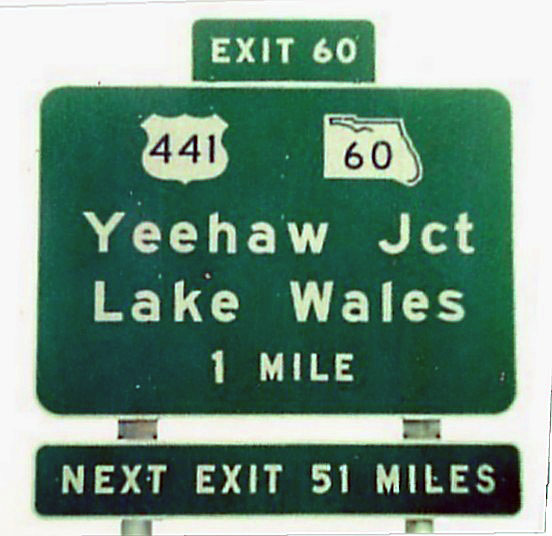 EXIT 60
441 60
Yeehaw Jct
Lake Wales
1 MILE
NEXT EXIT 51 MILES